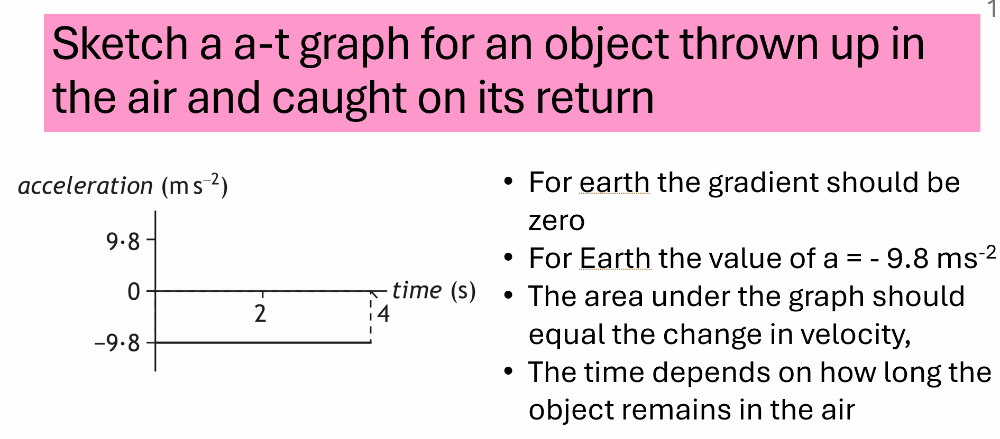 1
Sketch a a-t graph for an object thrown up in
the air and caught on its return
acceleration (m s⁻²)
9·8
0
time (s)
2
4
−9·8
• For earth the gradient should be
zero
• For Earth the value of a = - 9.8 ms⁻²
• The area under the graph should
equal the change in velocity,
• The time depends on how long the
object remains in the air